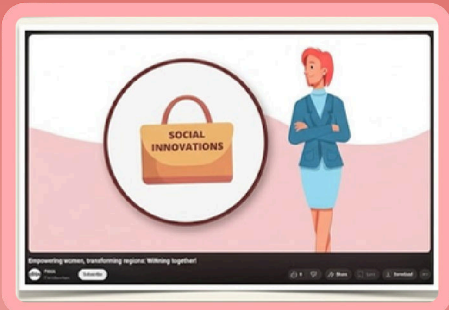 SOCIAL
INNOVATIONS
Empowering women, transforming regions: WINning together!
Subscribe
Share
Download